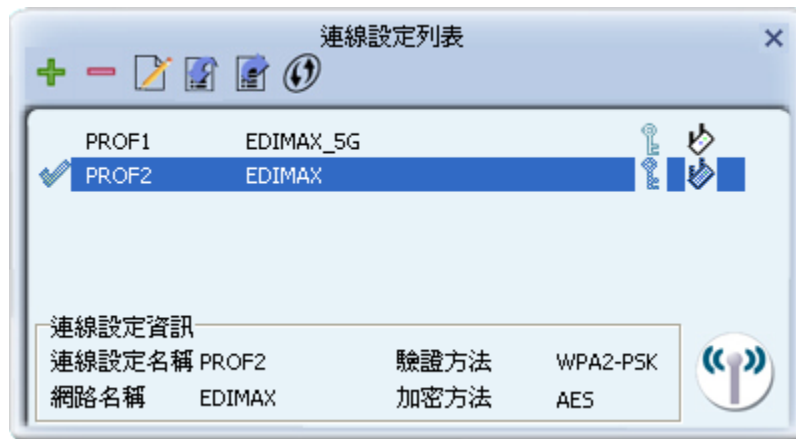 連線設定列表
PROF1 EDIMAX_5G
PROF2 EDIMAX
連線設定資訊
連線設定名稱 PROF2 驗證方法 WPA2-PSK
網路名稱 EDIMAX 加密方法 AES